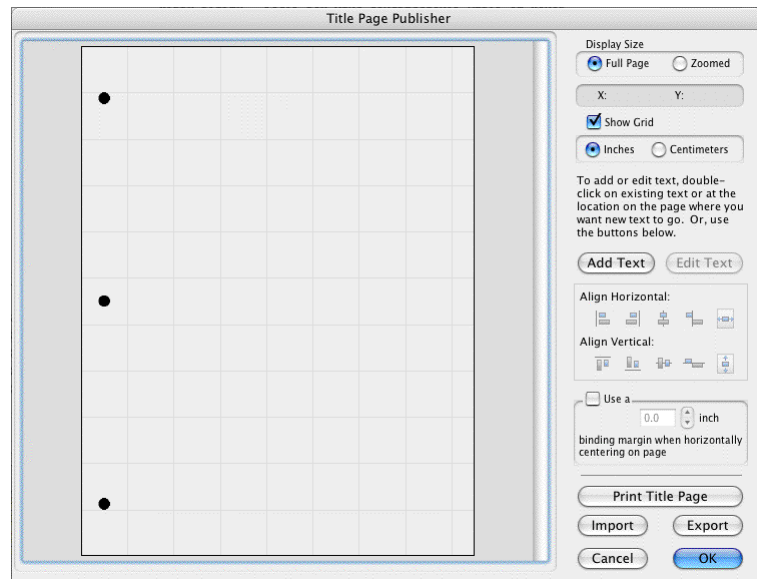 Title Page Publisher
Display Size
Full Page Zoomed
X: Y:
Show Grid
Inches Centimeters
To add or edit text, double-
click on existing text or at the
location on the page where you
want new text to go. Or, use
the buttons below.
Add Text Edit Text
Align Horizontal:
Align Vertical:
Use a
0.0 inch
binding margin when horizontally
centering on page
Print Title Page
Import Export
Cancel OK